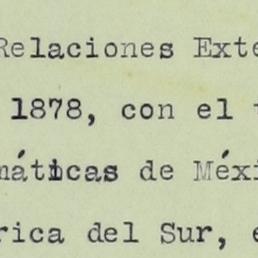 Relaciones Exte
1878, con el
máticas de Méxi
rica del Sur, e